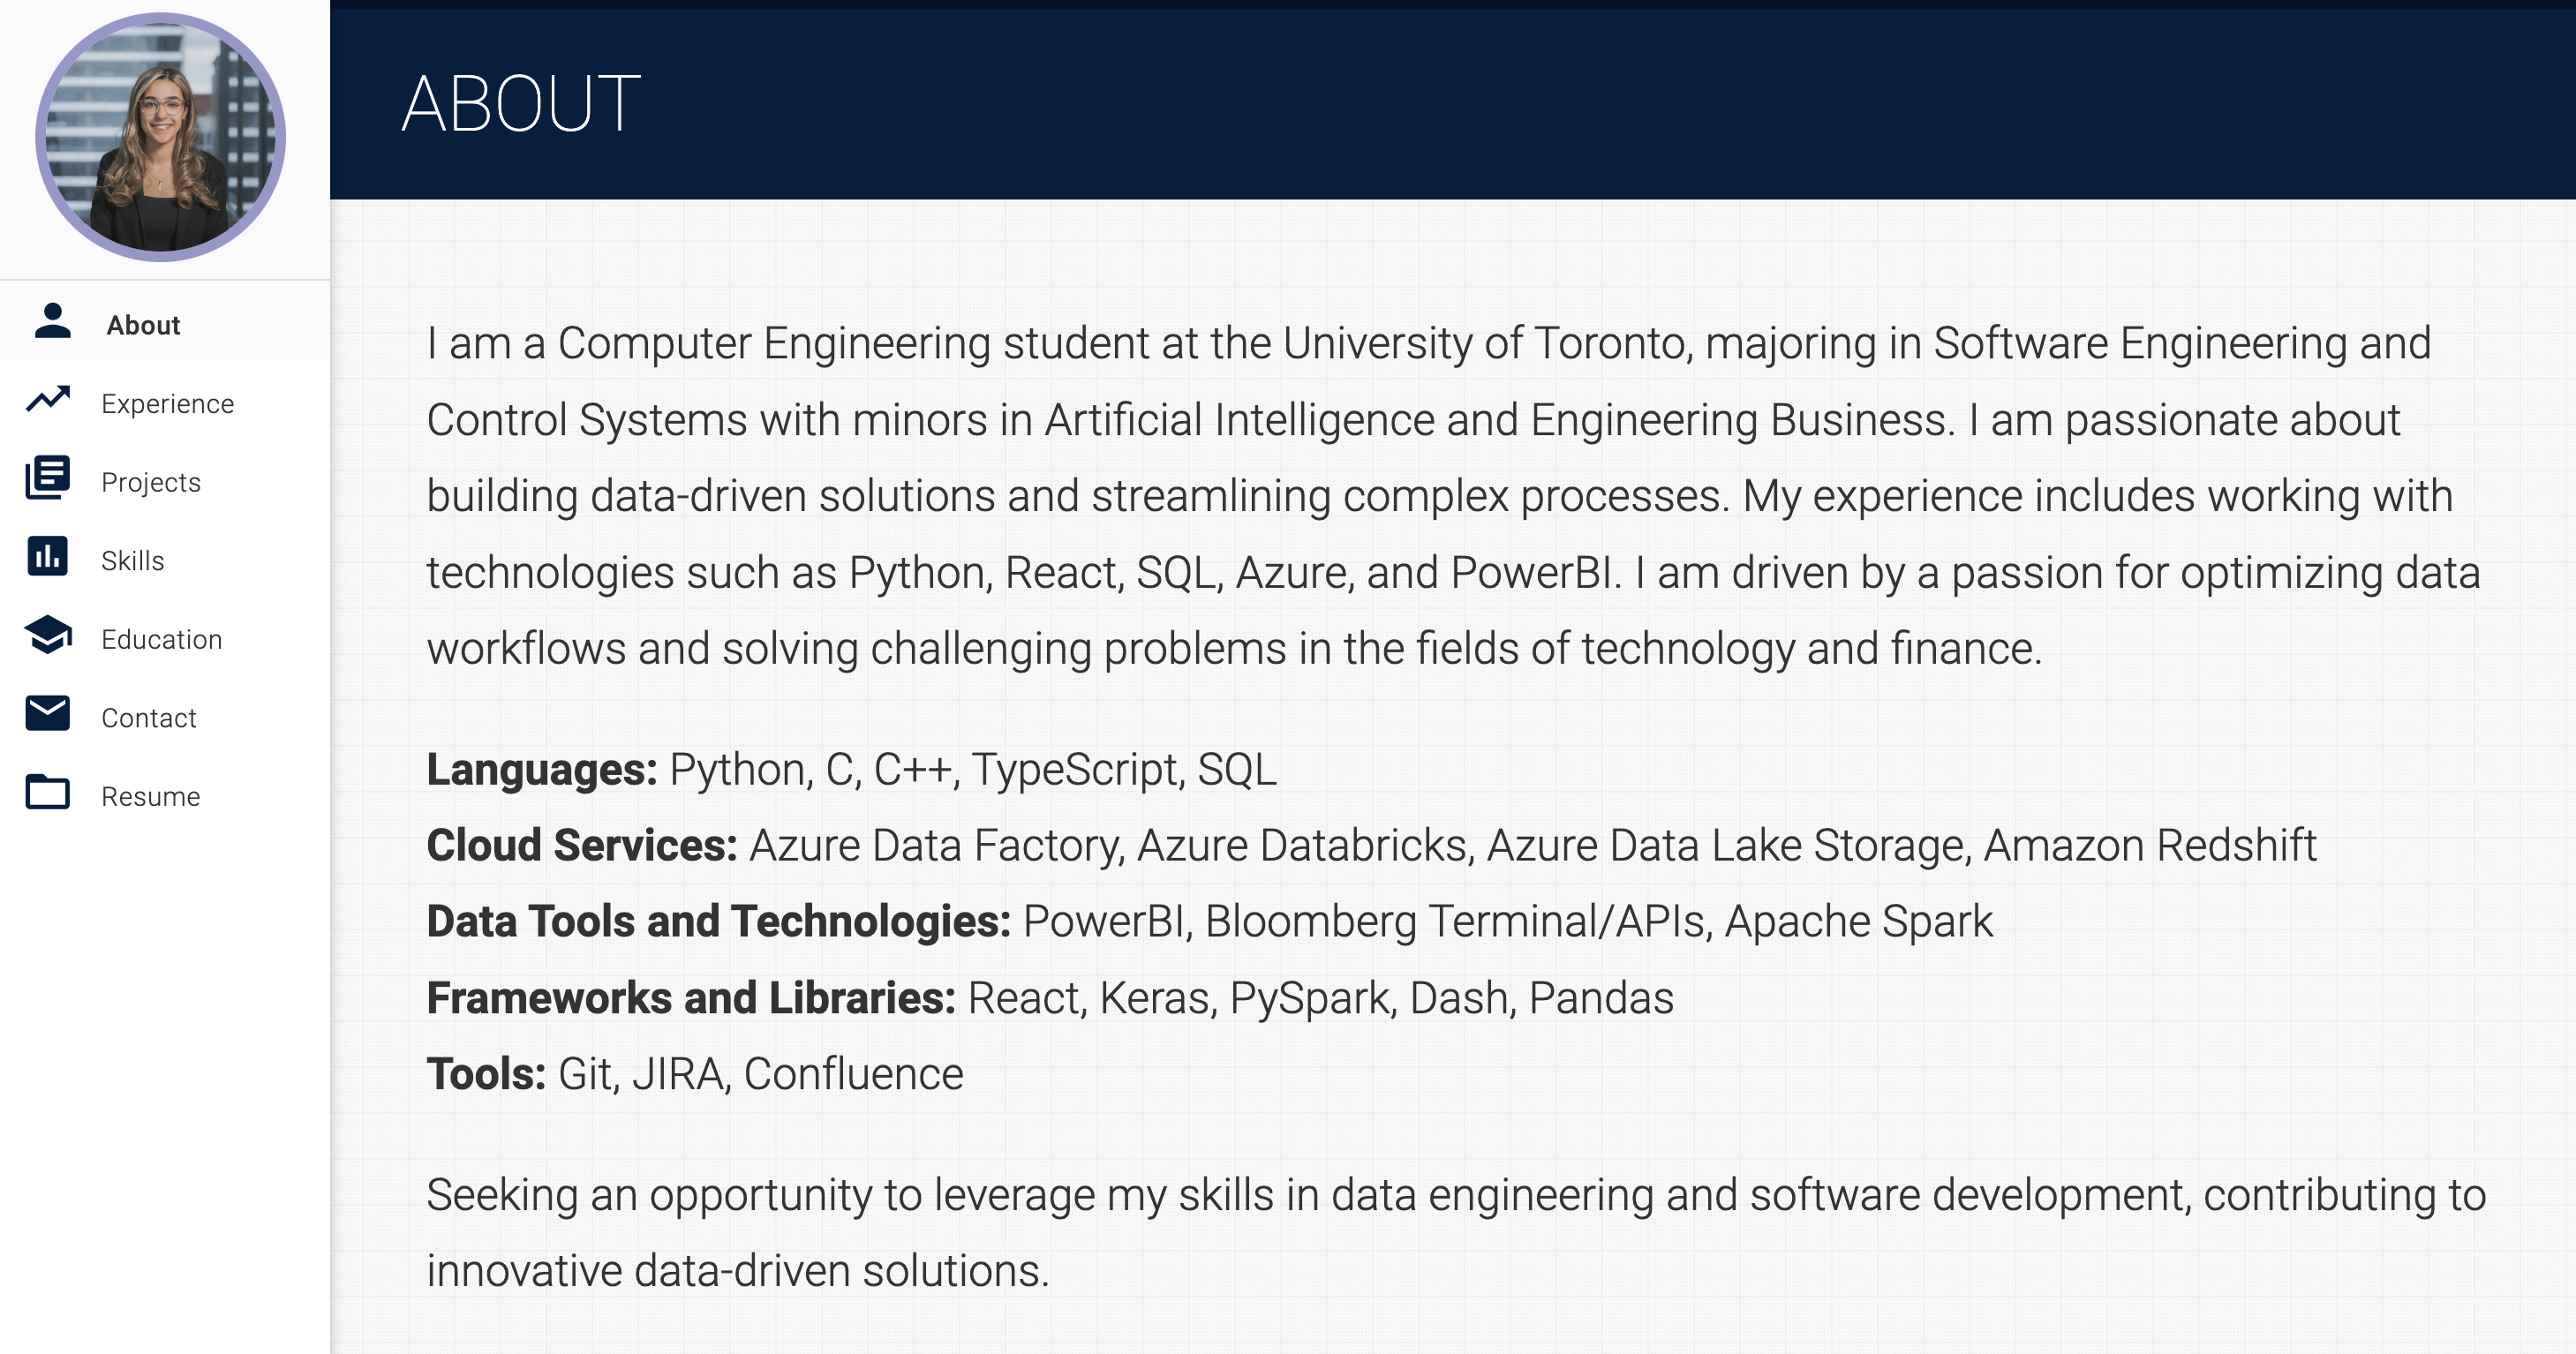 About
Experience
Projects
Skills
Education
Contact
Resume
ABOUT
I am a Computer Engineering student at the University of Toronto, majoring in Software Engineering and
Control Systems with minors in Artificial Intelligence and Engineering Business. I am passionate about
building data-driven solutions and streamlining complex processes. My experience includes working with
technologies such as Python, React, SQL, Azure, and PowerBI. I am driven by a passion for optimizing data
workflows and solving challenging problems in the fields of technology and finance.
Languages: Python, C, C++, TypeScript, SQL
Cloud Services: Azure Data Factory, Azure Databricks, Azure Data Lake Storage, Amazon Redshift
Data Tools and Technologies: PowerBI, Bloomberg Terminal/APIs, Apache Spark
Frameworks and Libraries: React, Keras, PySpark, Dash, Pandas
Tools: Git, JIRA, Confluence
Seeking an opportunity to leverage my skills in data engineering and software development, contributing to
innovative data-driven solutions.